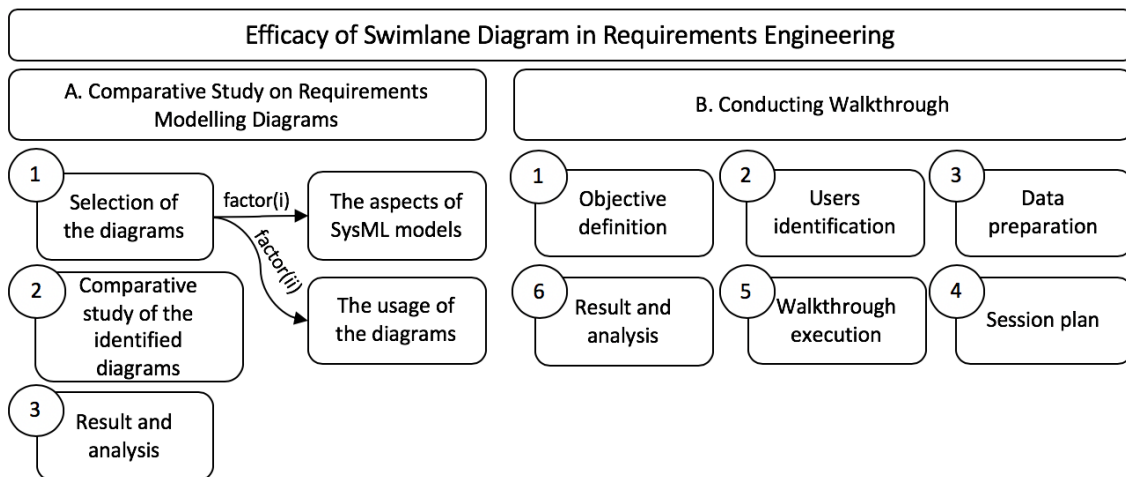 Efficacy of Swimlane Diagram in Requirements Engineering
A. Comparative Study on Requirements
Modelling Diagrams
1
Selection of
the diagrams
factor(i)
factor(ii)
The aspects of
SysML models
The usage of
the diagrams
2
Comparative
study of the
identified
diagrams
3
Result and
analysis
B. Conducting Walkthrough
1
Objective
definition
2
Users
identification
3
Data
preparation
4
Session plan
5
Walkthrough
execution
6
Result and
analysis